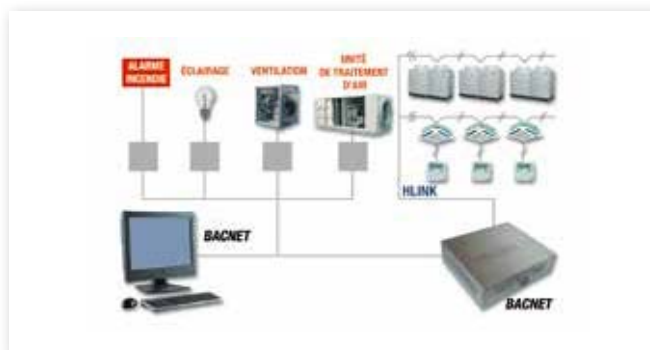 ALARME
INCENDIE
ÉCLAIRAGE
VENTILATION
UNITÉ
DE TRAITEMENT
D'AIR
HLINK
BACNET
BACNET